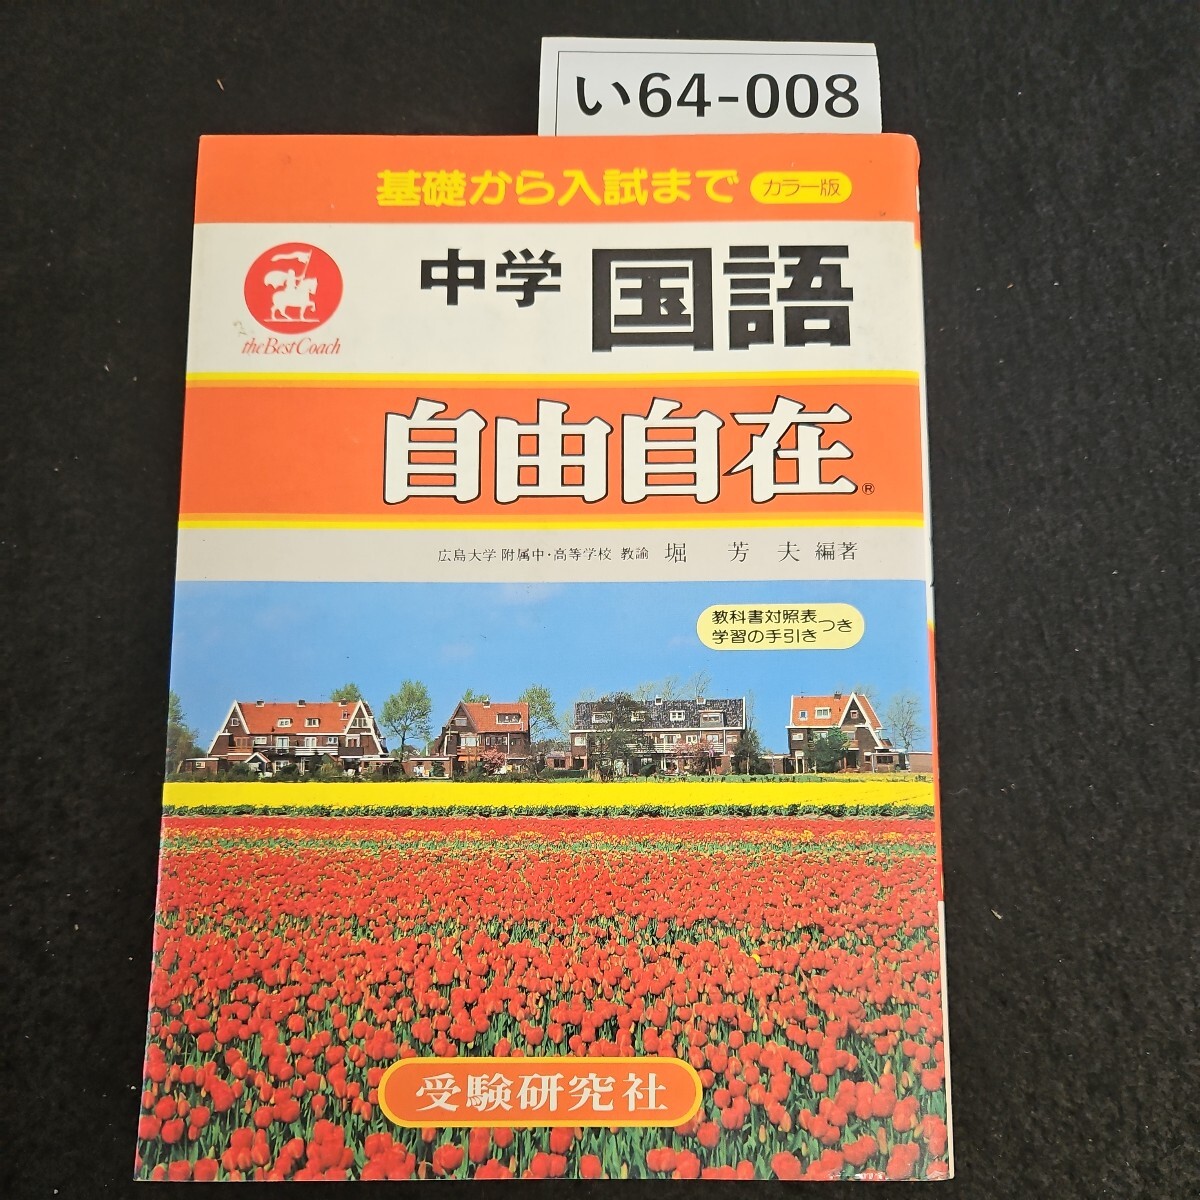 い64-008
基礎から入試まで カラー版
中学 国語
the Best Coach
自由自在®
広島大学 附属中・高等学校 教諭 堀 芳 夫 編著
教科書対照表
学習の手引き つき
受験研究社